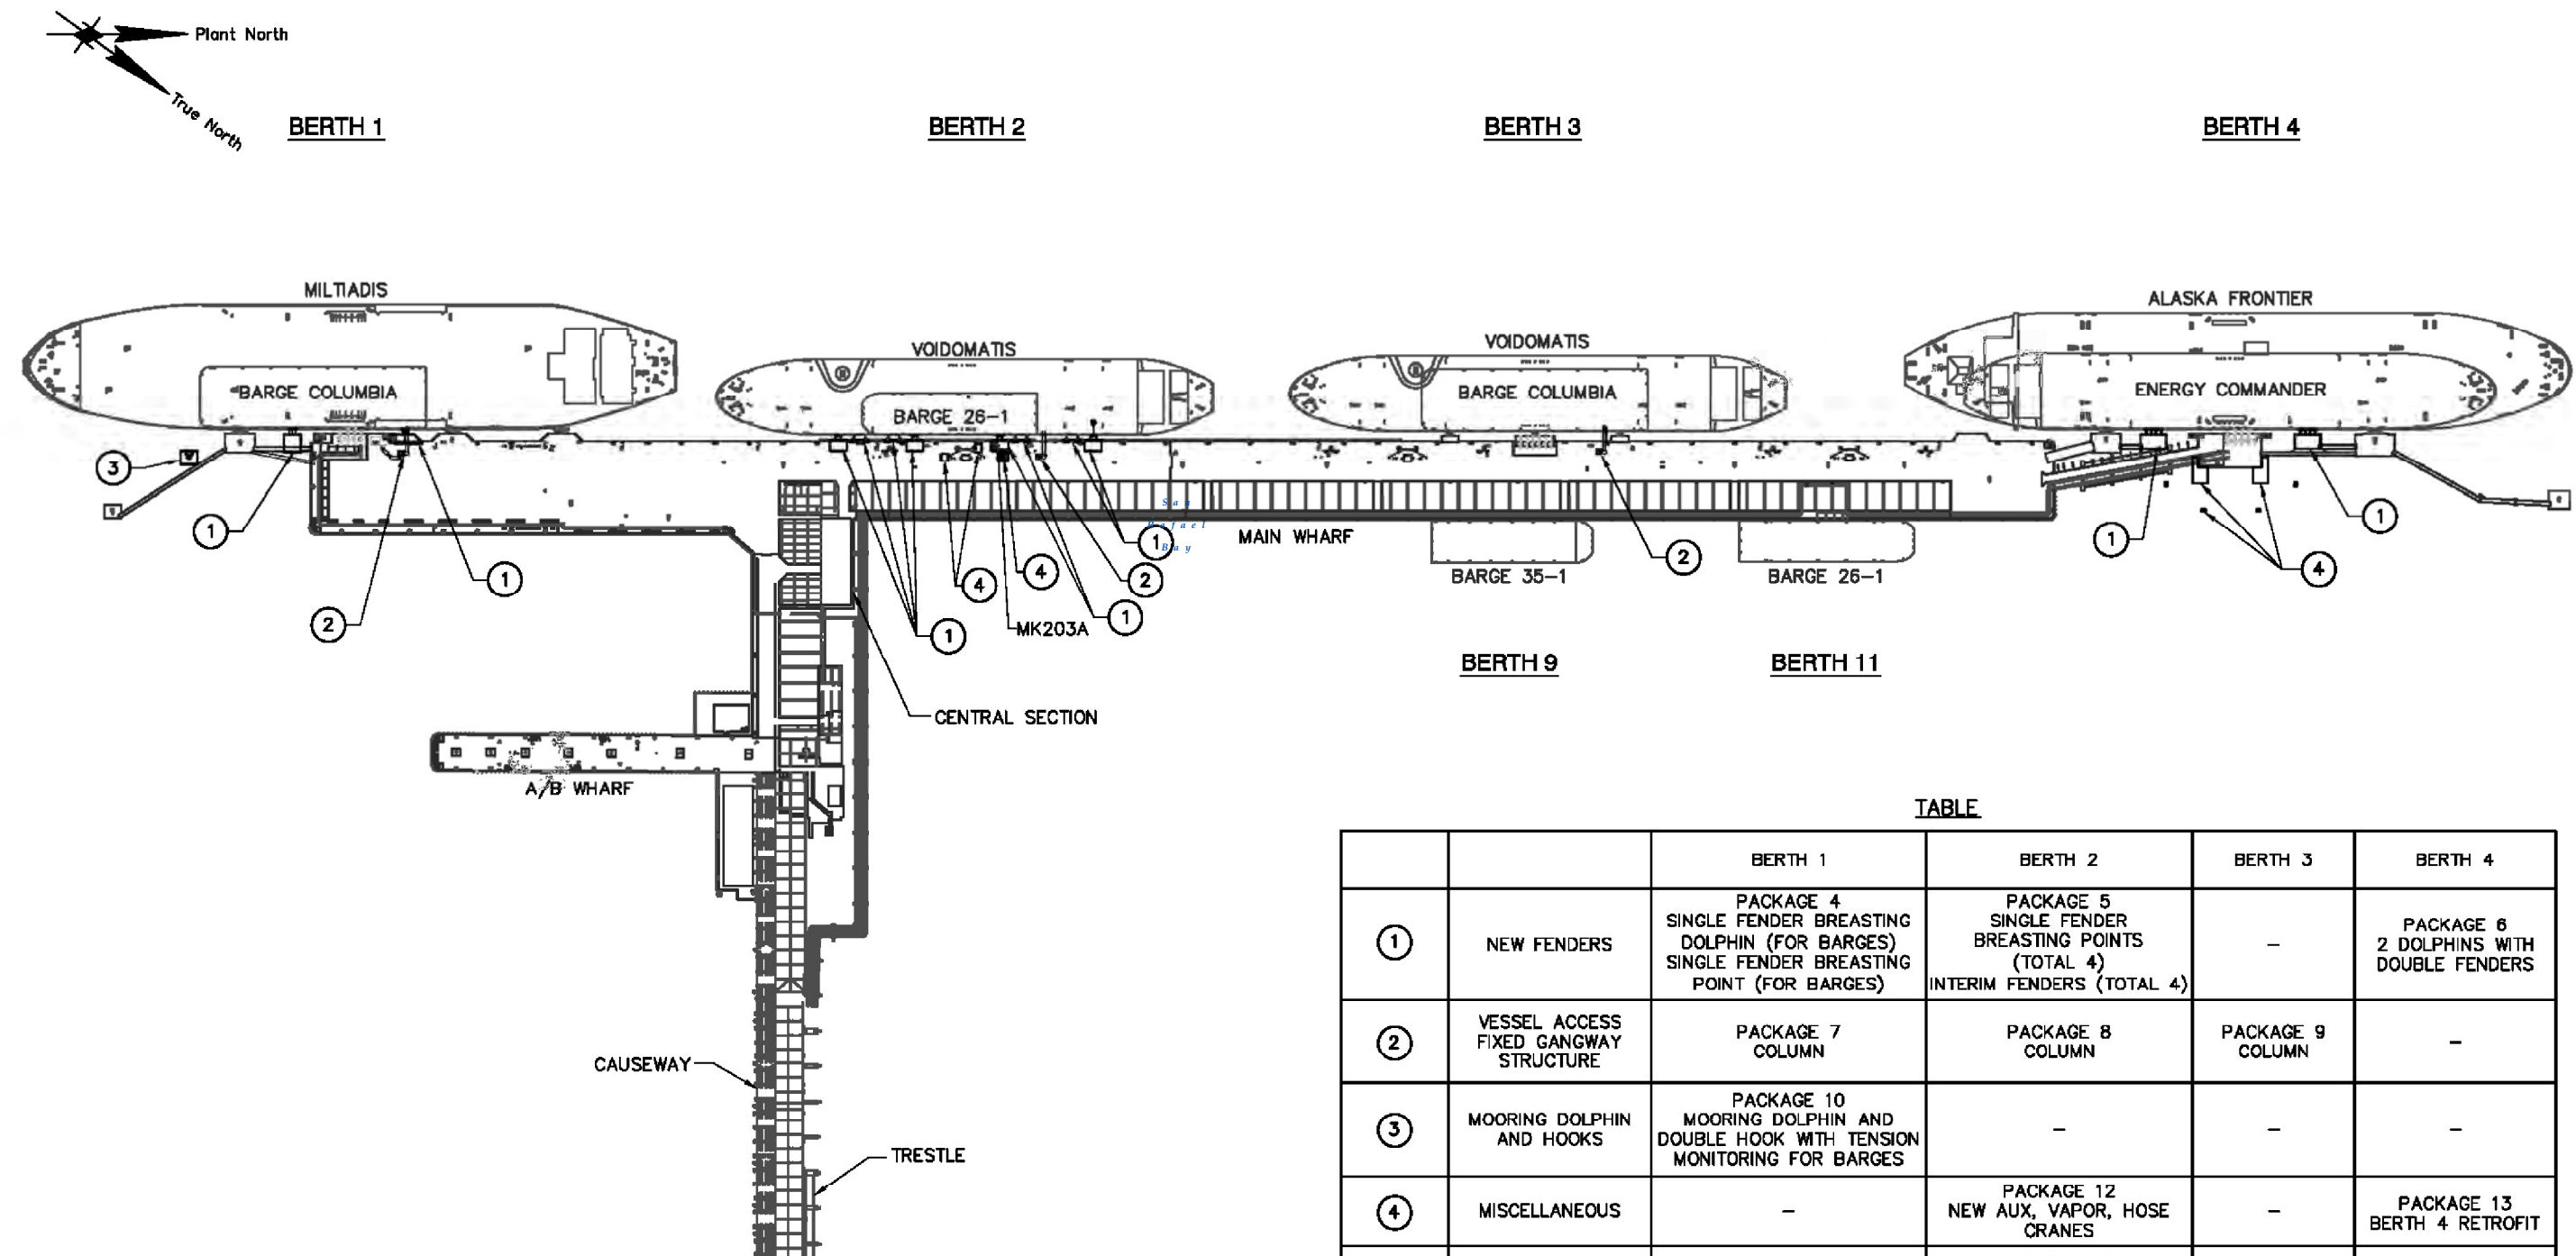 Plant North
True North
BERTH 1
BERTH 2
BERTH 3
BERTH 4
MILTIADIS
VOIDOMATIS
VOIDOMATIS
ALASKA FRONTIER
BARGE COLUMBIA
BARGE 26-1
BARGE COLUMBIA
ENERGY COMMANDER
3
1
2
1
4
4
1
MK203A
1
2
1
San
Rafael
Bay
MAIN WHARF
BARGE 35-1
2
BARGE 26-1
1
4
1
BERTH 9
BERTH 11
CENTRAL SECTION
A/B WHARF
CAUSEWAY
TRESTLE
TABLE
BERTH 1
BERTH 2
BERTH 3
BERTH 4
1
NEW FENDERS
PACKAGE 4
SINGLE FENDER BREASTING
DOLPHIN (FOR BARGES)
SINGLE FENDER BREASTING
POINT (FOR BARGES)
PACKAGE 5
SINGLE FENDER
BREASTING POINTS
(TOTAL 4)
INTERIM FENDERS (TOTAL 4)
-
PACKAGE 6
2 DOLPHINS WITH
DOUBLE FENDERS
2
VESSEL ACCESS
FIXED GANGWAY
STRUCTURE
PACKAGE 7
COLUMN
PACKAGE 8
COLUMN
PACKAGE 9
COLUMN
-
3
MOORING DOLPHIN
AND HOOKS
PACKAGE 10
MOORING DOLPHIN AND
DOUBLE HOOK WITH TENSION
MONITORING FOR BARGES
-
-
-
4
MISCELLANEOUS
-
PACKAGE 12
NEW AUX, VAPOR, HOSE
CRANES
-
PACKAGE 13
BERTH 4 RETROFIT